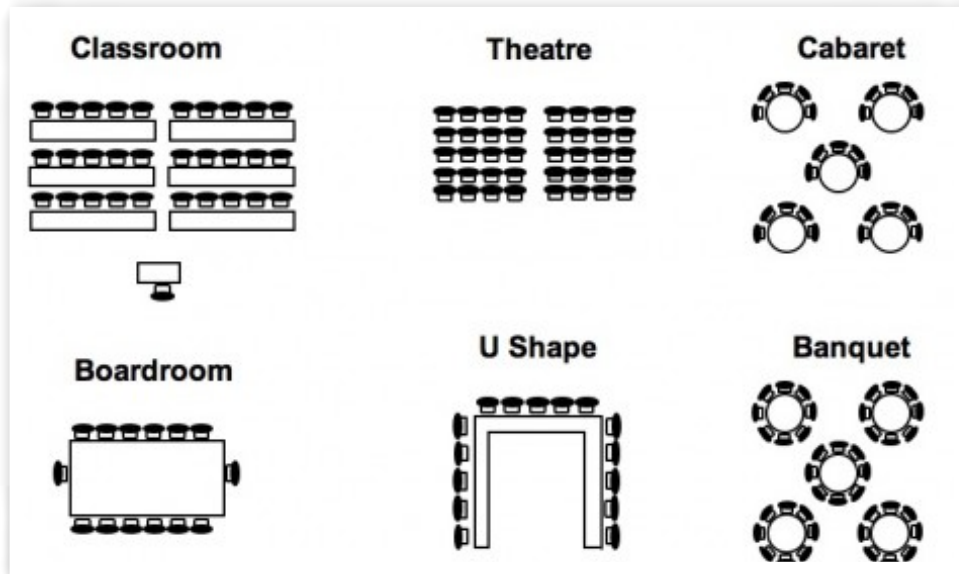 Classroom
Theatre
Cabaret
Boardroom
U Shape
Banquet